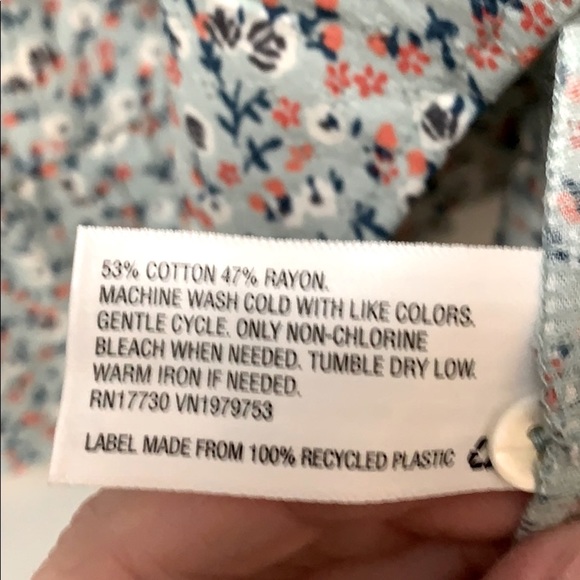 53% COTTON 47% RAYON.
MACHINE WASH COLD WITH LIKE COLORS.
GENTLE CYCLE. ONLY NON-CHLORINE
BLEACH WHEN NEEDED. TUMBLE DRY LOW.
WARM IRON IF NEEDED.
RN17730 VN1979753
LABEL MADE FROM 100% RECYCLED PLASTIC